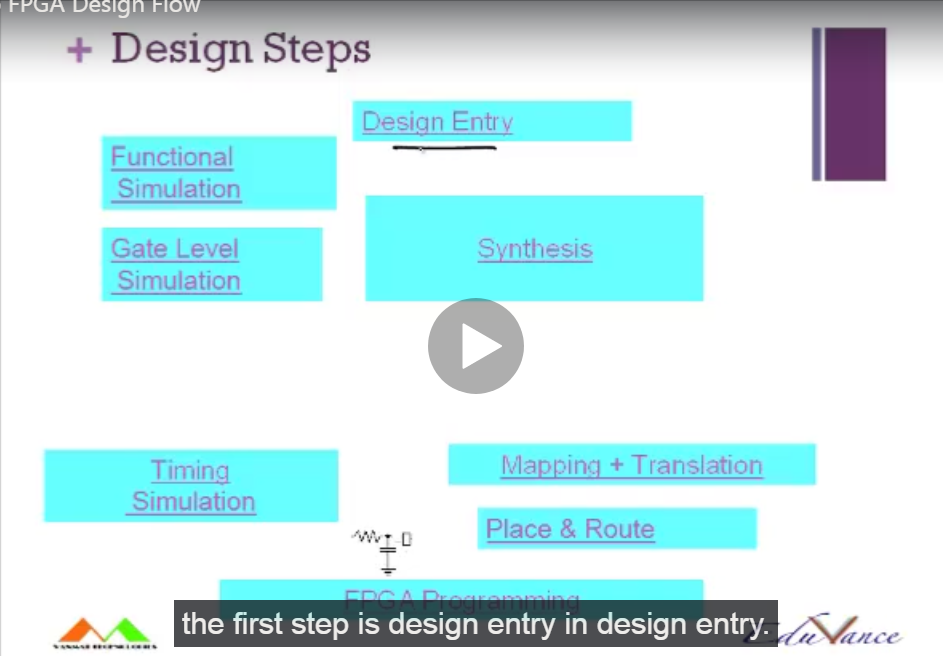 FPGA Design Flow
+ Design Steps
Design Entry
Functional
Simulation
Gate Level
Simulation
Synthesis
Timing
Simulation
Mapping + Translation
Place & Route
FPGA Programming
the first step is design entry in design entry.
EduVance